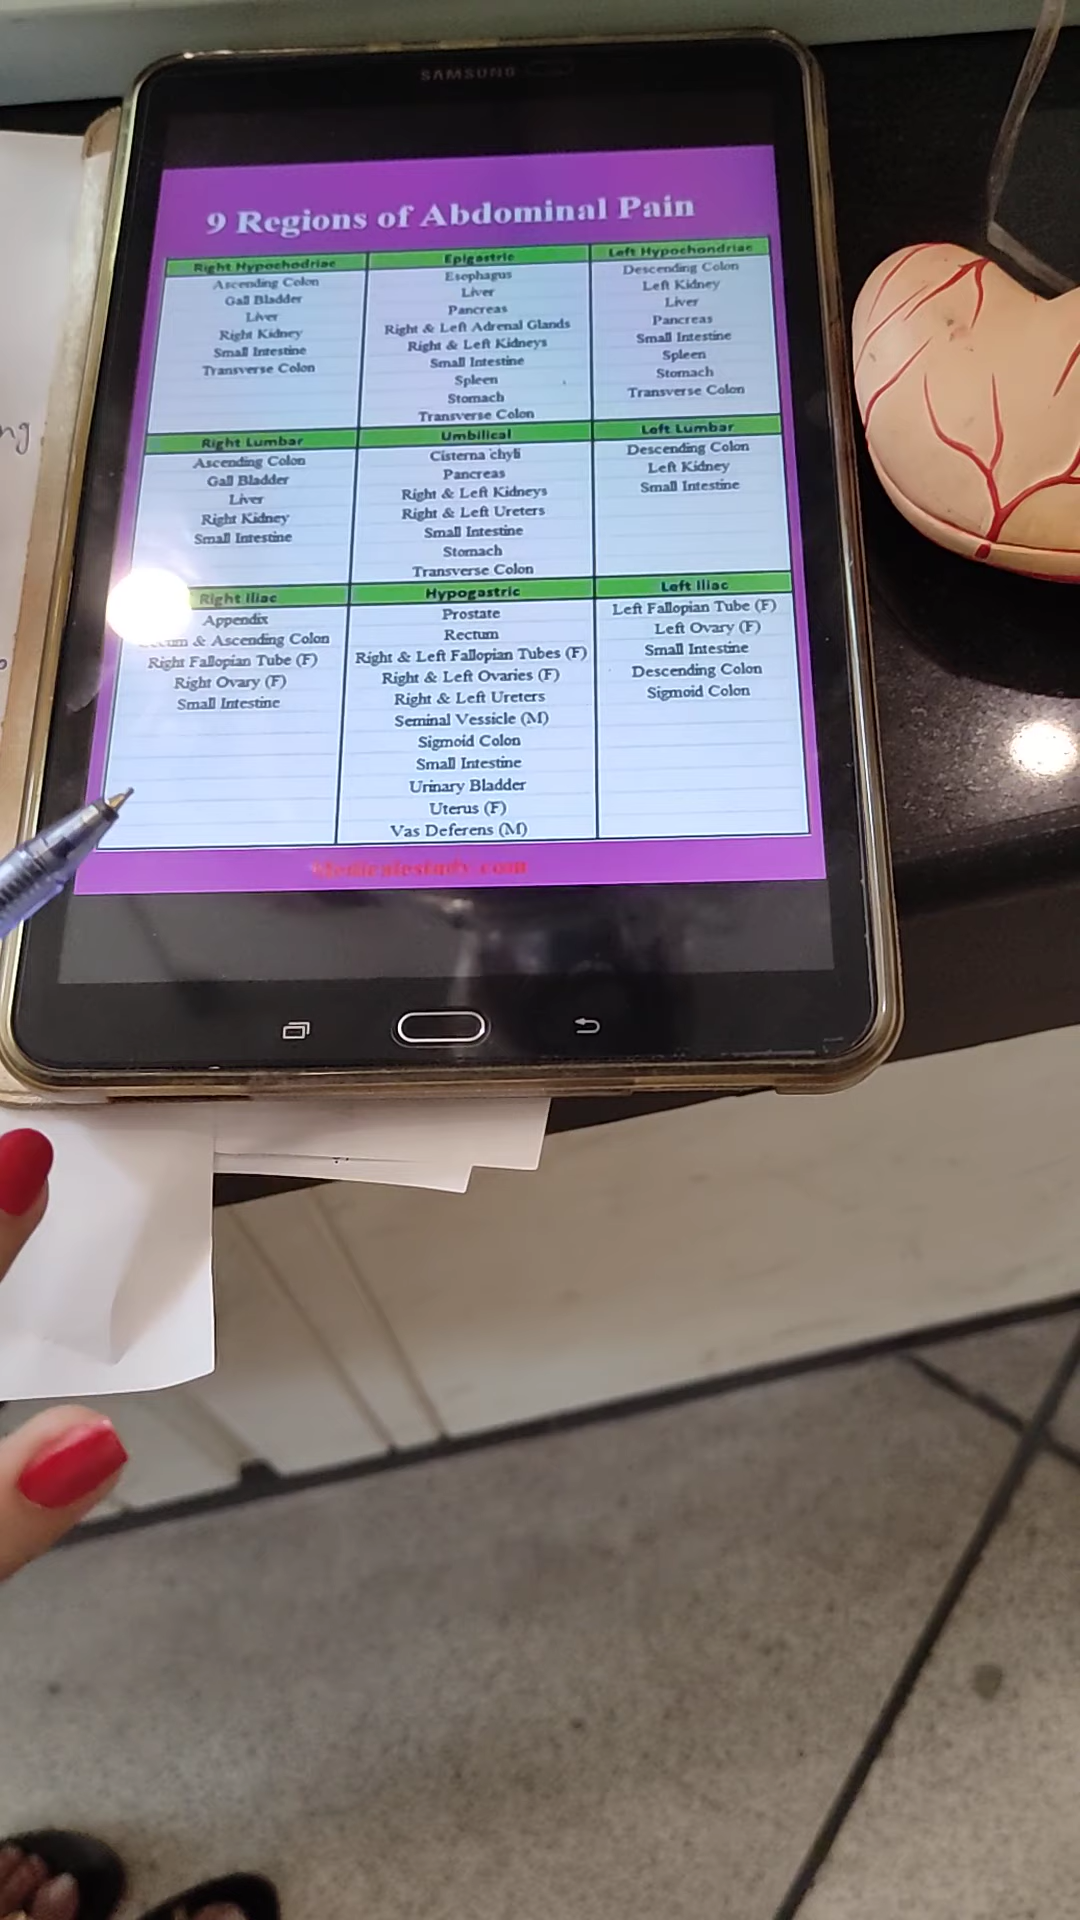 SAMSUNG
9 Regions of Abdominal Pain
Right Hypochodriac
Ascending Colon
Gall Bladder
Liver
Right Kidney
Small Intestine
Transverse Colon
Epigastric
Esophagus
Liver
Pancreas
Right & Left Adrenal Glands
Right & Left Kidneys
Small Intestine
Spleen
Stomach
Transverse Colon
Left Hypochondriac
Descending Colon
Left Kidney
Liver
Pancreas
Small Intestine
Spleen
Stomach
Transverse Colon
Right Lumbar
Ascending Colon
Gall Bladder
Liver
Right Kidney
Small Intestine
Umbilical
Cisterna chyli
Pancreas
Right & Left Kidneys
Right & Left Ureters
Small Intestine
Stomach
Transverse Colon
Left Lumbar
Descending Colon
Left Kidney
Small Intestine
Right Iliac
Appendix
& Ascending Colon
Right Fallopian Tube (F)
Right Ovary (F)
Small Intestine
Hypogastric
Prostate
Rectum
Right & Left Fallopian Tubes (F)
Right & Left Ovaries (F)
Right & Left Ureters
Seminal Vessicle (M)
Sigmoid Colon
Small Intestine
Urinary Bladder
Uterus (F)
Vas Deferens (M)
Left Iliac
Left Fallopian Tube (F)
Left Ovary (F)
Small Intestine
Descending Colon
Sigmoid Colon